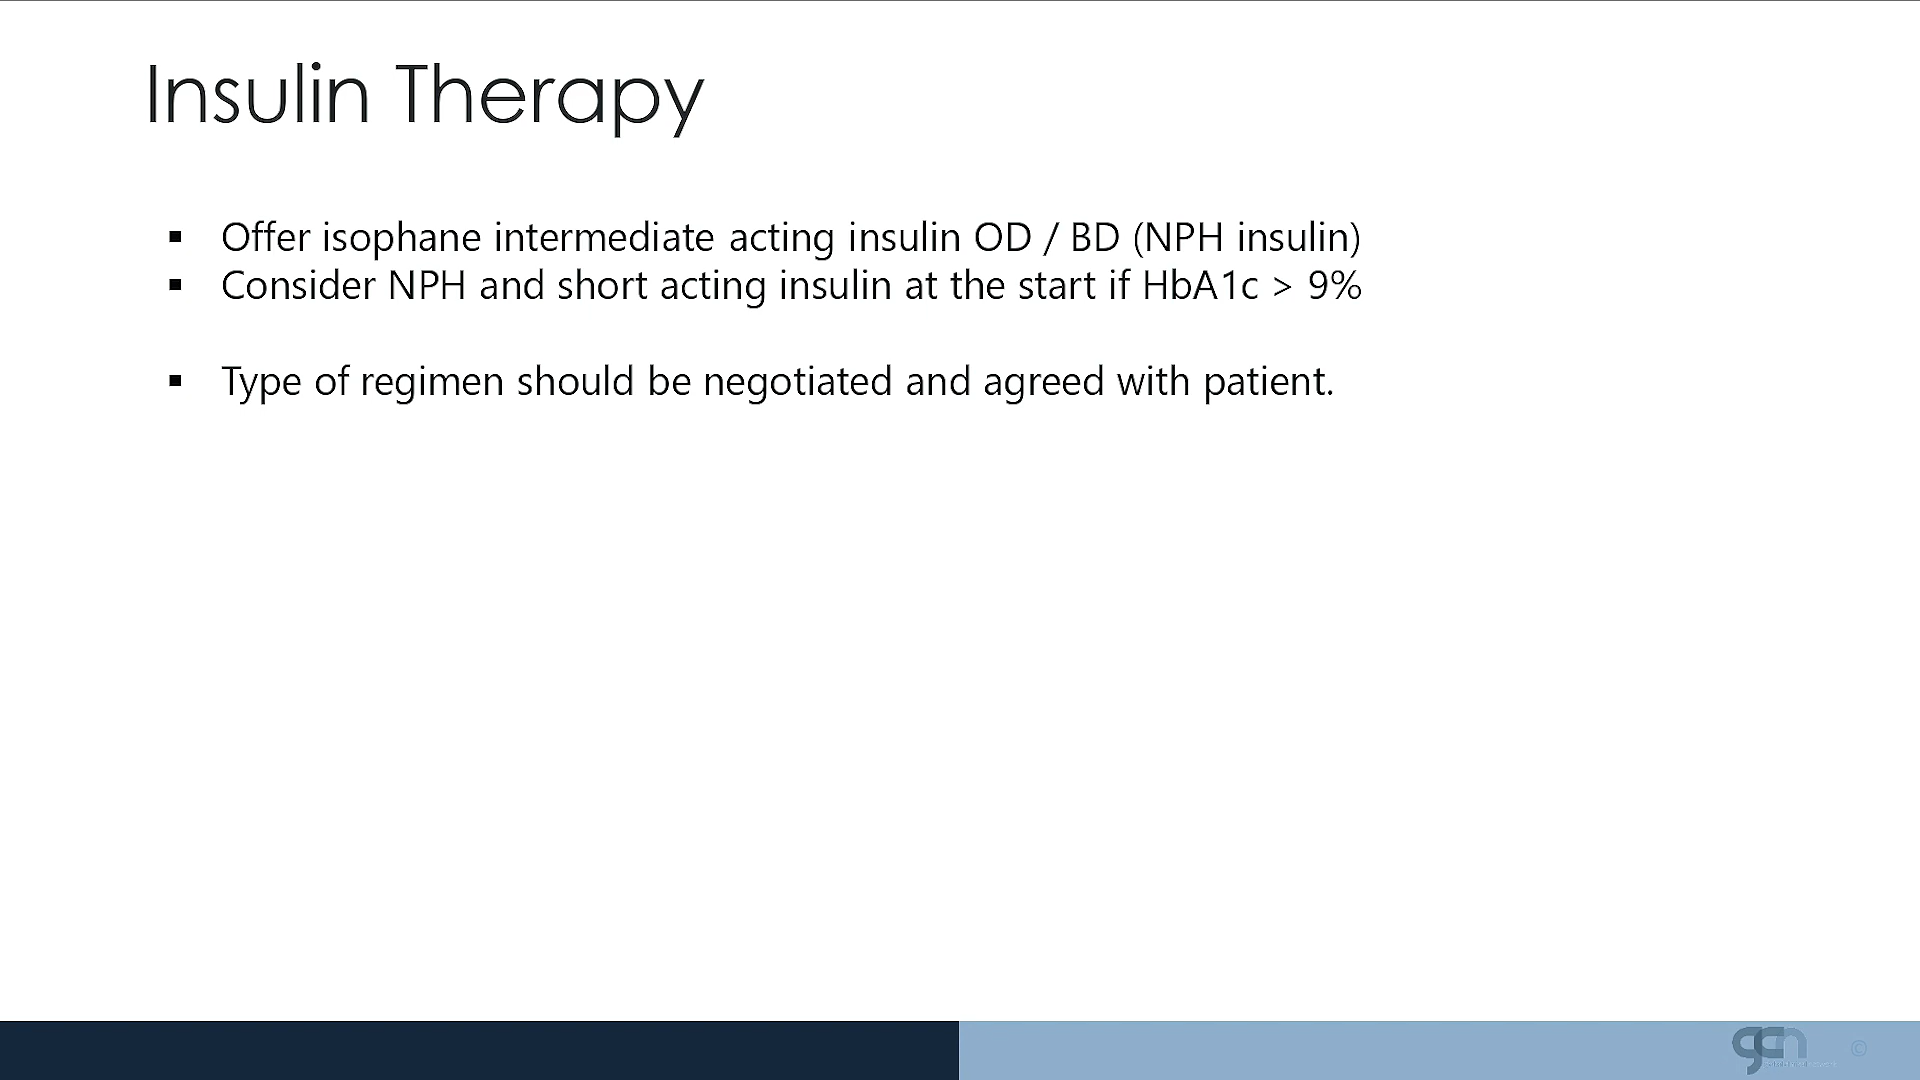 Insulin Therapy
▪ Offer isophane intermediate acting insulin OD / BD (NPH insulin)
▪ Consider NPH and short acting insulin at the start if HbA1c > 9%
▪ Type of regimen should be negotiated and agreed with patient.
gcn ©